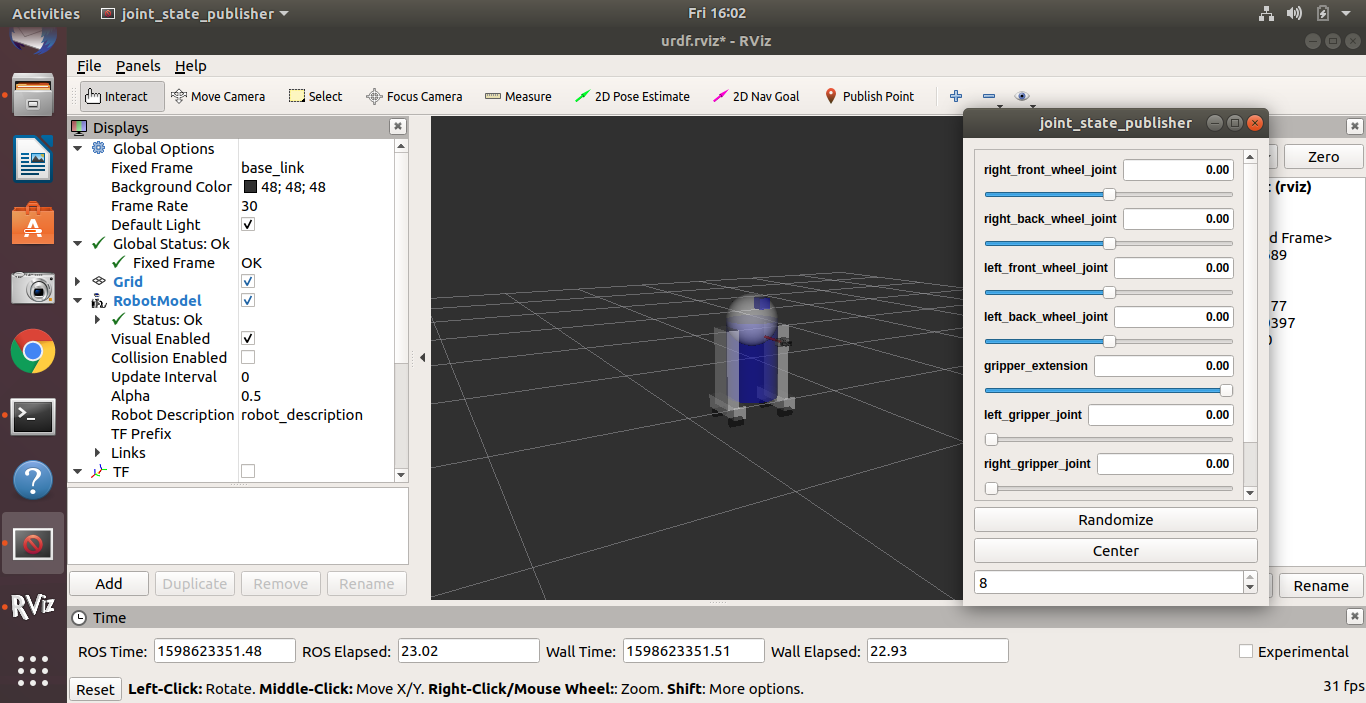 Activities joint_state_publisher Fri 16:02
urdf.rviz* - RViz
File Panels Help
Interact Move Camera Select Focus Camera Measure 2D Pose Estimate 2D Nav Goal Publish Point
Displays
Global Options
Fixed Frame base_link
Background Color 48; 48; 48
Frame Rate 30
Default Light
Global Status: Ok
Fixed Frame OK
Grid
RobotModel
Status: Ok
Visual Enabled
Collision Enabled
Update Interval 0
Alpha 0.5
Robot Description robot_description
TF Prefix
Links
TF
Add Duplicate Remove Rename
joint_state_publisher
right_front_wheel_joint 0.00
right_back_wheel_joint 0.00
left_front_wheel_joint 0.00
left_back_wheel_joint 0.00
gripper_extension 0.00
left_gripper_joint 0.00
right_gripper_joint 0.00
Randomize
Center
8
Zero
(rviz)
d Frame>
589
77
397
Rename
Time
ROS Time: 1598623351.48 ROS Elapsed: 23.02 Wall Time: 1598623351.51 Wall Elapsed: 22.93 Experimental
Reset Left-Click: Rotate. Middle-Click: Move X/Y. Right-Click/Mouse Wheel:: Zoom. Shift: More options. 31 fps
RViz